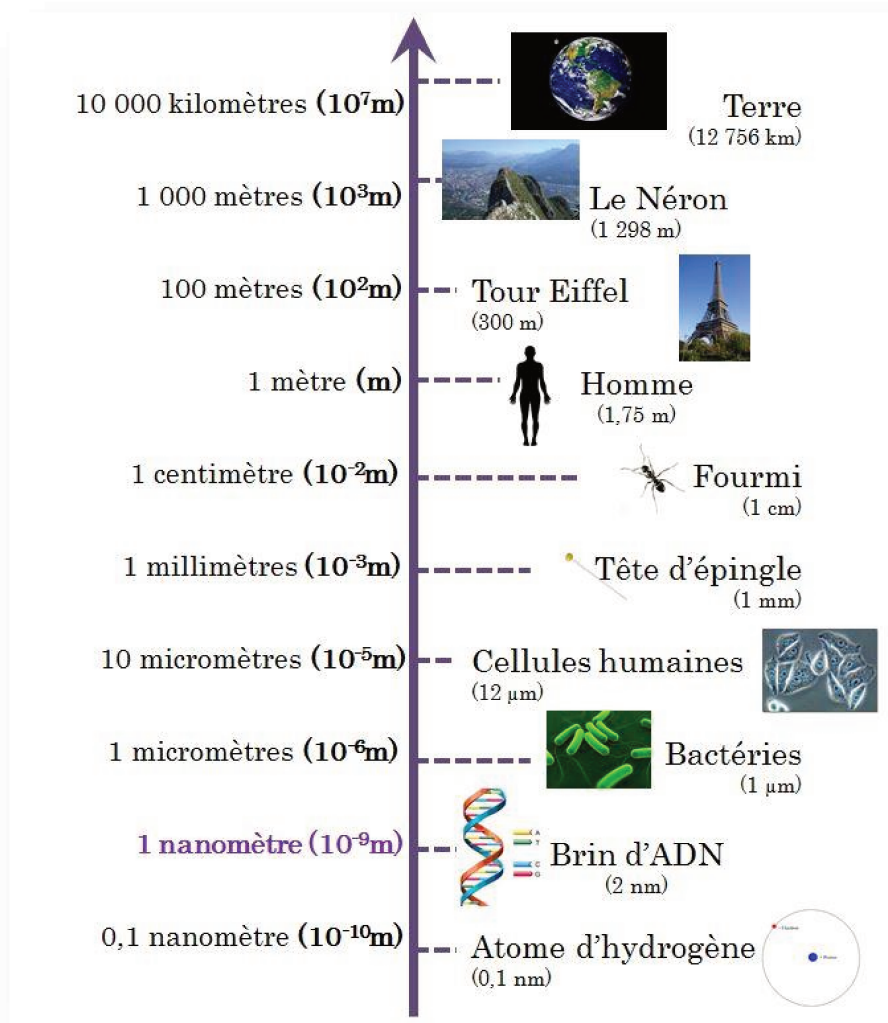 10 000 kilomètres (10⁷m)
Terre
(12 756 km)
1 000 mètres (10³m)
Le Néron
(1 298 m)
100 mètres (10²m)
Tour Eiffel
(300 m)
1 mètre (m)
Homme
(1,75 m)
1 centimètre (10⁻²m)
Fourmi
(1 cm)
1 millimètres (10⁻³m)
Tête d’épingle
(1 mm)
10 micromètres (10⁻⁵m)
Cellules humaines
(12 µm)
1 micromètres (10⁻⁶m)
Bactéries
(1 µm)
1 nanomètre (10⁻⁹m)
A
T
C
G
Brin d’ADN
(2 nm)
0,1 nanomètre (10⁻¹⁰m)
Atome d’hydrogène
(0,1 nm)